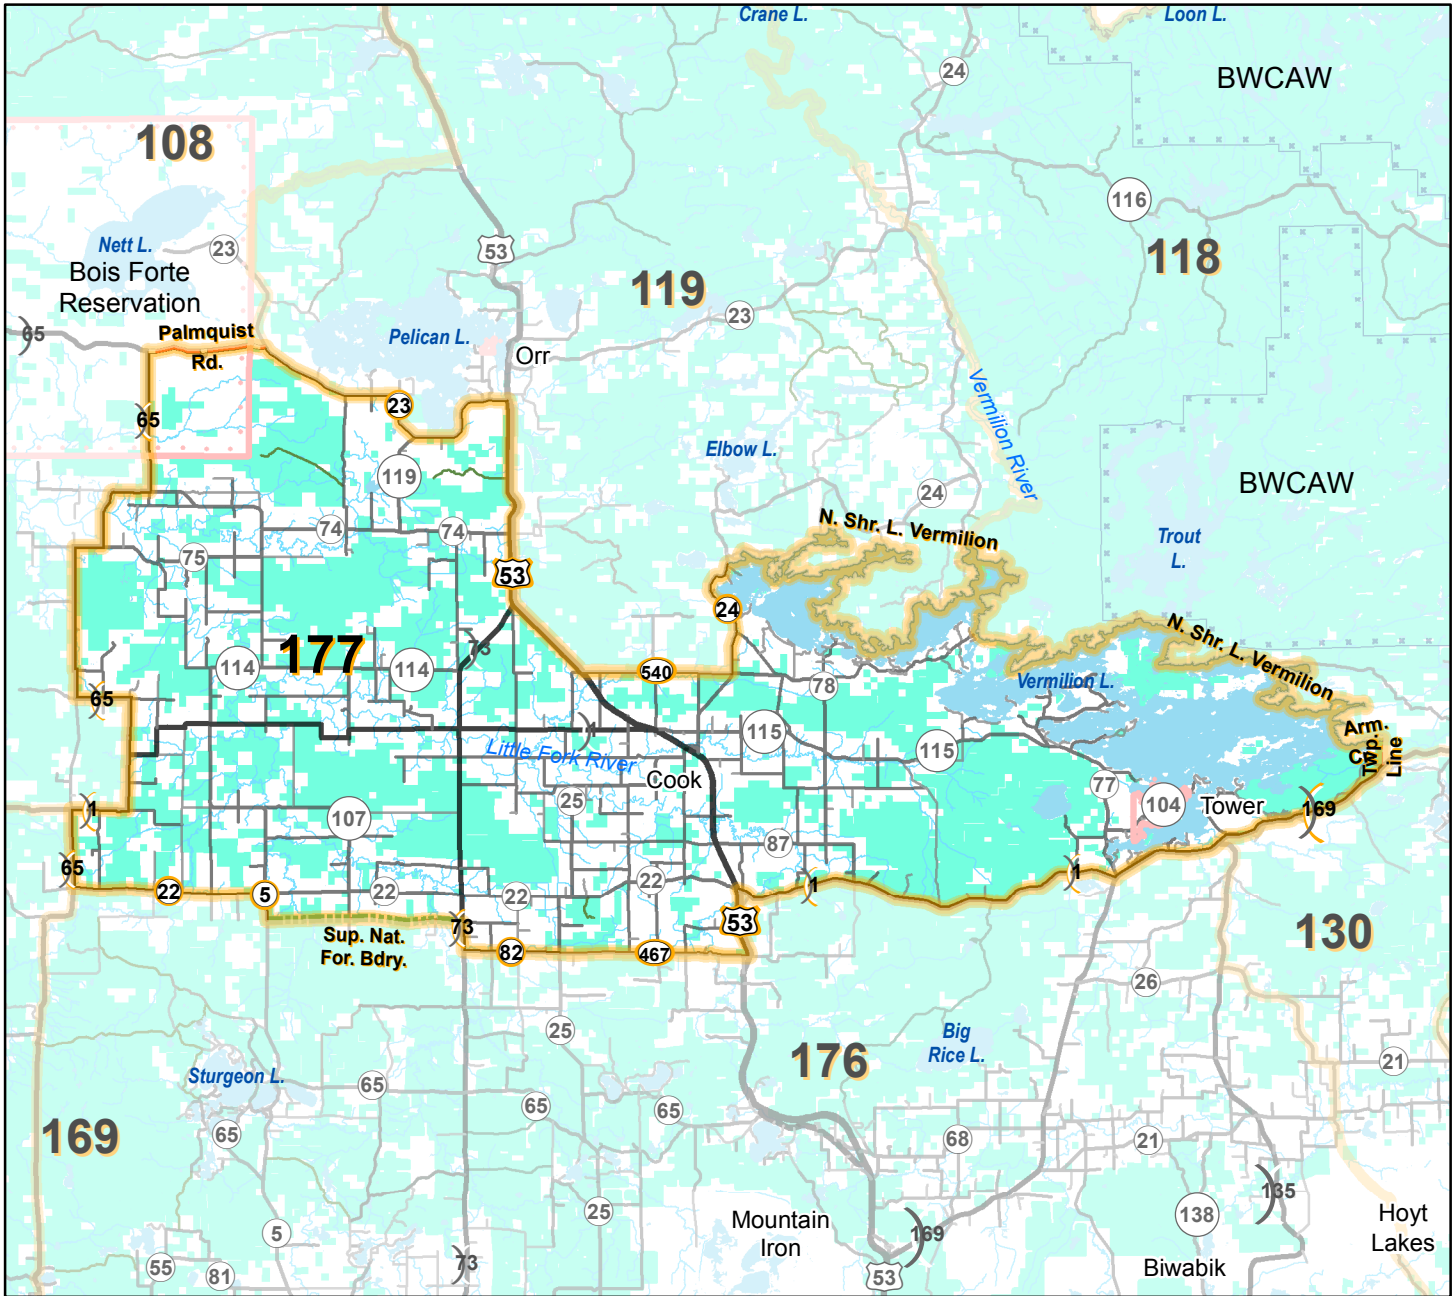 Crane L.
Loon L.
24
BWCAW
108
116
Nett L.
23
53
118
Bois Forte
Reservation
119
23
65
Palmquist
Rd.
Pelican L.
Orr
Vermilion River
23
65
Elbow L.
119
24
BWCAW
74
74
N. Shr. L. Vermilion
Trout
L.
75
53
24
177
73
114
114
540
N. Shr. L. Vermilion
78
Vermilion L.
65
1
115
115
Arm.
C.
Twp.
Line
Little Fork River
Cook
77
104
Tower
169
25
1
107
87
65
22
5
22
22
22
1
1
73
53
130
Sup. Nat.
For. Bdry.
82
467
26
25
Big
Rice L.
176
21
Sturgeon L.
65
65
65
169
65
68
21
135
25
Mountain
Iron
138
Hoyt
Lakes
5
169
73
55
81
53
Biwabik